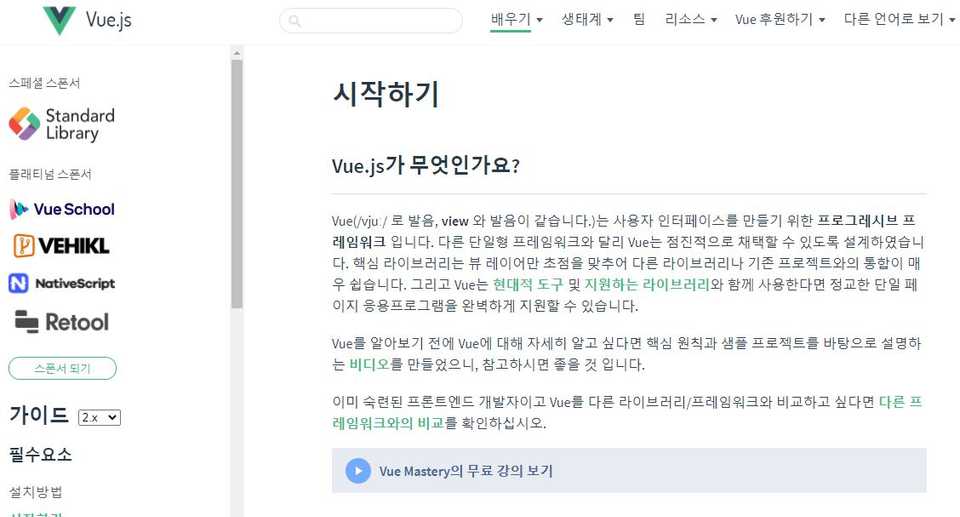 Vue.js
배우기
생태계
팀
리소스
Vue 후원하기
다른 언어로 보기
스페셜 스폰서
Standard
Library
플래티넘 스폰서
Vue School
VEHIKL
NativeScript
Retool
스폰서 되기
가이드 2.x
필수요소
설치방법
시작하기
시작하기
Vue.js가 무엇인가요?
Vue(/vjuː/ 로 발음, view 와 발음이 같습니다.)는 사용자 인터페이스를 만들기 위한 프로그레시브 프
레임워크 입니다. 다른 단일형 프레임워크와 달리 Vue는 점진적으로 채택할 수 있도록 설계하였습니
다. 핵심 라이브러리는 뷰 레이어만 초점을 맞추어 다른 라이브러리나 기존 프로젝트와의 통합이 매
우 쉽습니다. 그리고 Vue는 현대적 도구 및 지원하는 라이브러리와 함께 사용한다면 정교한 단일 페
이지 응용프로그램을 완벽하게 지원할 수 있습니다.
Vue를 알아보기 전에 Vue에 대해 자세히 알고 싶다면 핵심 원칙과 샘플 프로젝트를 바탕으로 설명하
는 비디오를 만들었으니, 참고하시면 좋을 것 입니다.
이미 숙련된 프론트엔드 개발자이고 Vue를 다른 라이브러리/프레임워크와 비교하고 싶다면 다른 프
레임워크와의 비교를 확인하십시오.
Vue Mastery의 무료 강의 보기